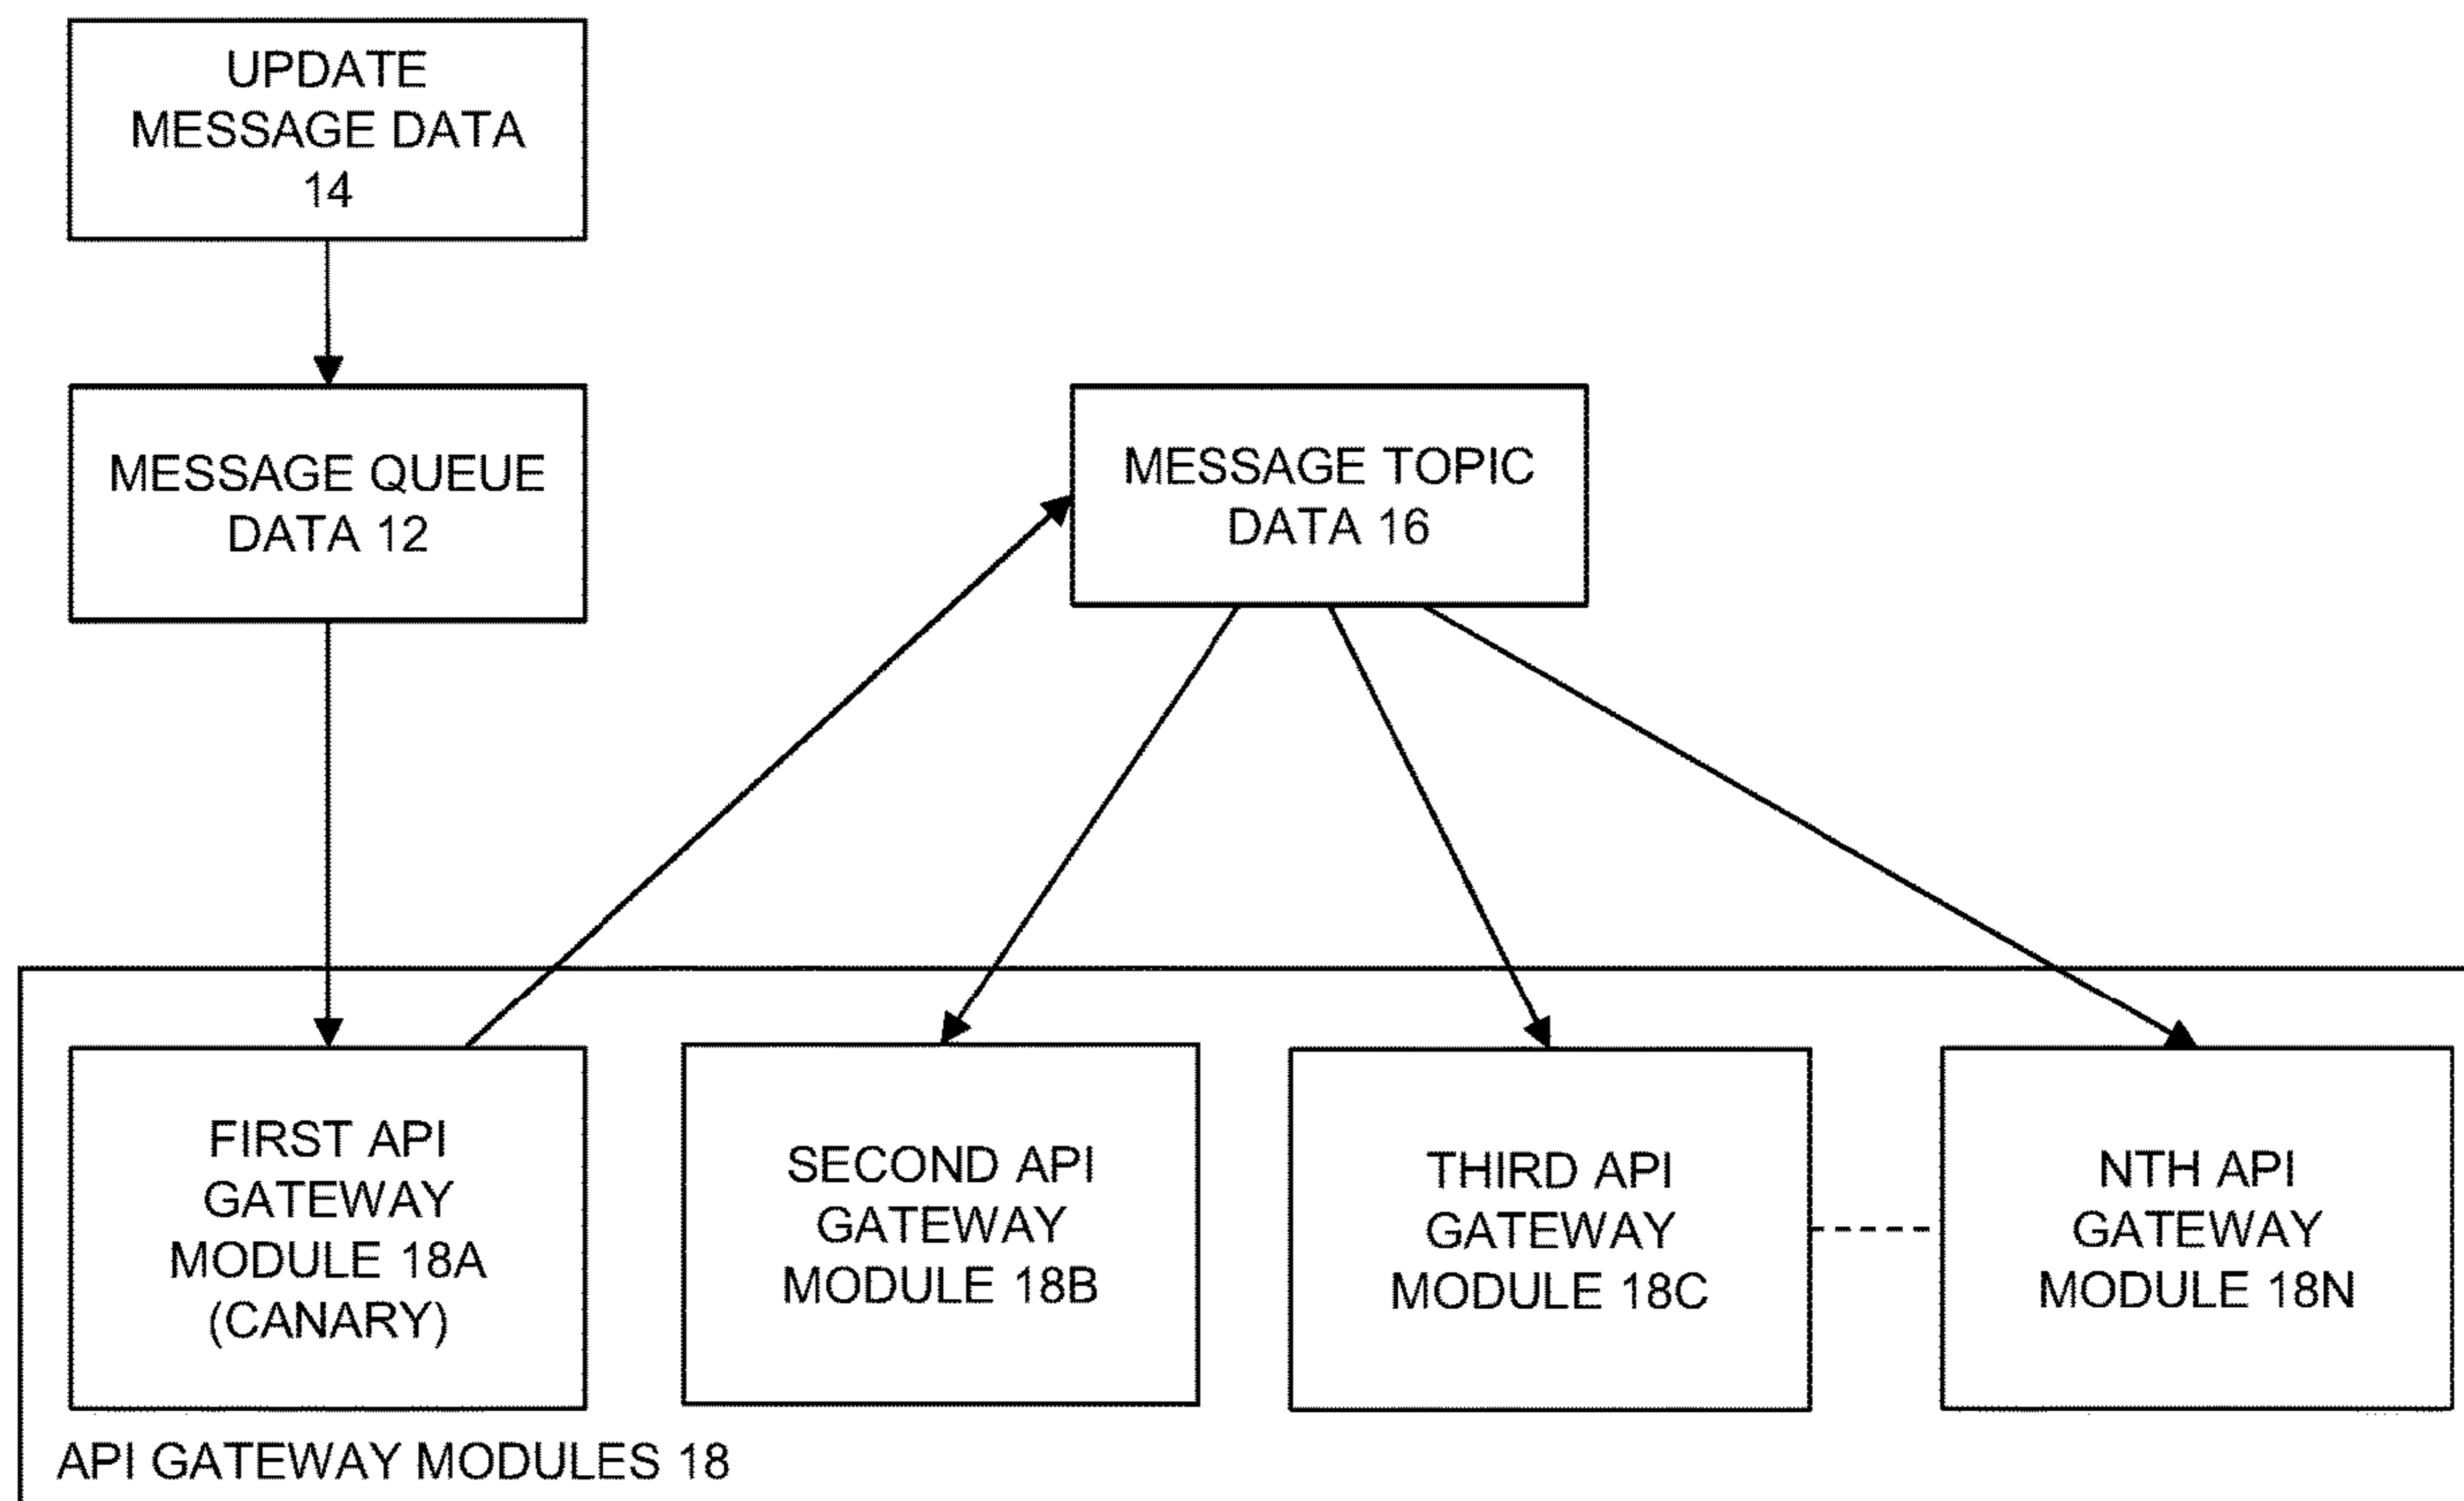 UPDATE
MESSAGE DATA
14
MESSAGE QUEUE
DATA 12
MESSAGE TOPIC
DATA 16
FIRST API
GATEWAY
MODULE 18A
(CANARY)
SECOND API
GATEWAY
MODULE 18B
THIRD API
GATEWAY
MODULE 18C
NTH API
GATEWAY
MODULE 18N
API GATEWAY MODULES 18